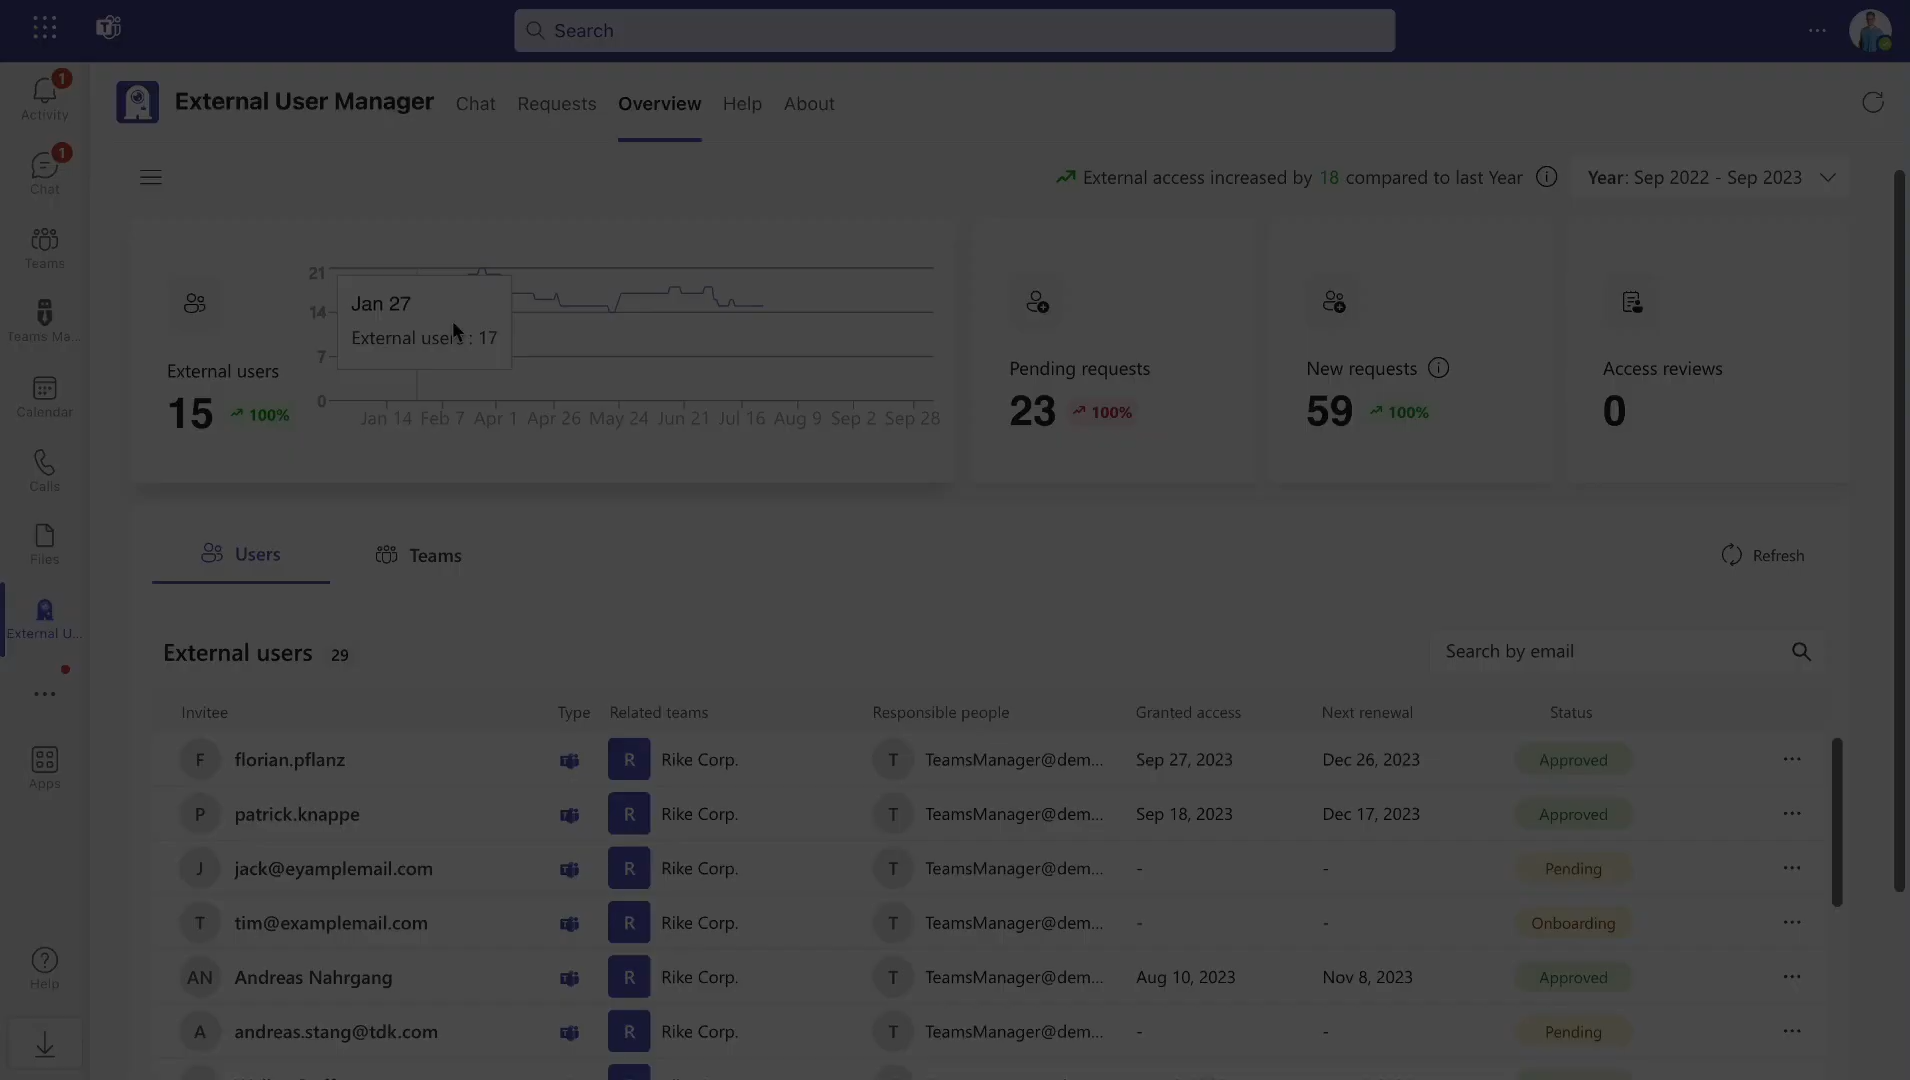 Search
1
Activity
External User Manager Chat Requests Overview Help About
1
Chat
External access increased by 18 compared to last Year
Year: Sep 2022 - Sep 2023
Teams
Teams Ma...
Calendar
Calls
Files
External U...
Apps
Help
21
14
7
0
Jan 27
External users : 17
External users
15 100%
Jan 14 Feb 7 Apr 1 Apr 26 May 24 Jun 21 Jul 16 Aug 9 Sep 2 Sep 28
Pending requests
23 100%
New requests
59 100%
Access reviews
0
Users Teams
Refresh
External users 29
Search by email
Invitee Type Related teams Responsible people Granted access Next renewal Status
F florian.pflanz R Rike Corp. T TeamsManager@dem... Sep 27, 2023 Dec 26, 2023 Approved
P patrick.knappe R Rike Corp. T TeamsManager@dem... Sep 18, 2023 Dec 17, 2023 Approved
J jack@eyamplemail.com R Rike Corp. T TeamsManager@dem... - - Pending
T tim@examplemail.com R Rike Corp. T TeamsManager@dem... - - Onboarding
AN Andreas Nahrgang R Rike Corp. T TeamsManager@dem... Aug 10, 2023 Nov 8, 2023 Approved
A andreas.stang@tdk.com R Rike Corp. T TeamsManager@dem... - - Pending